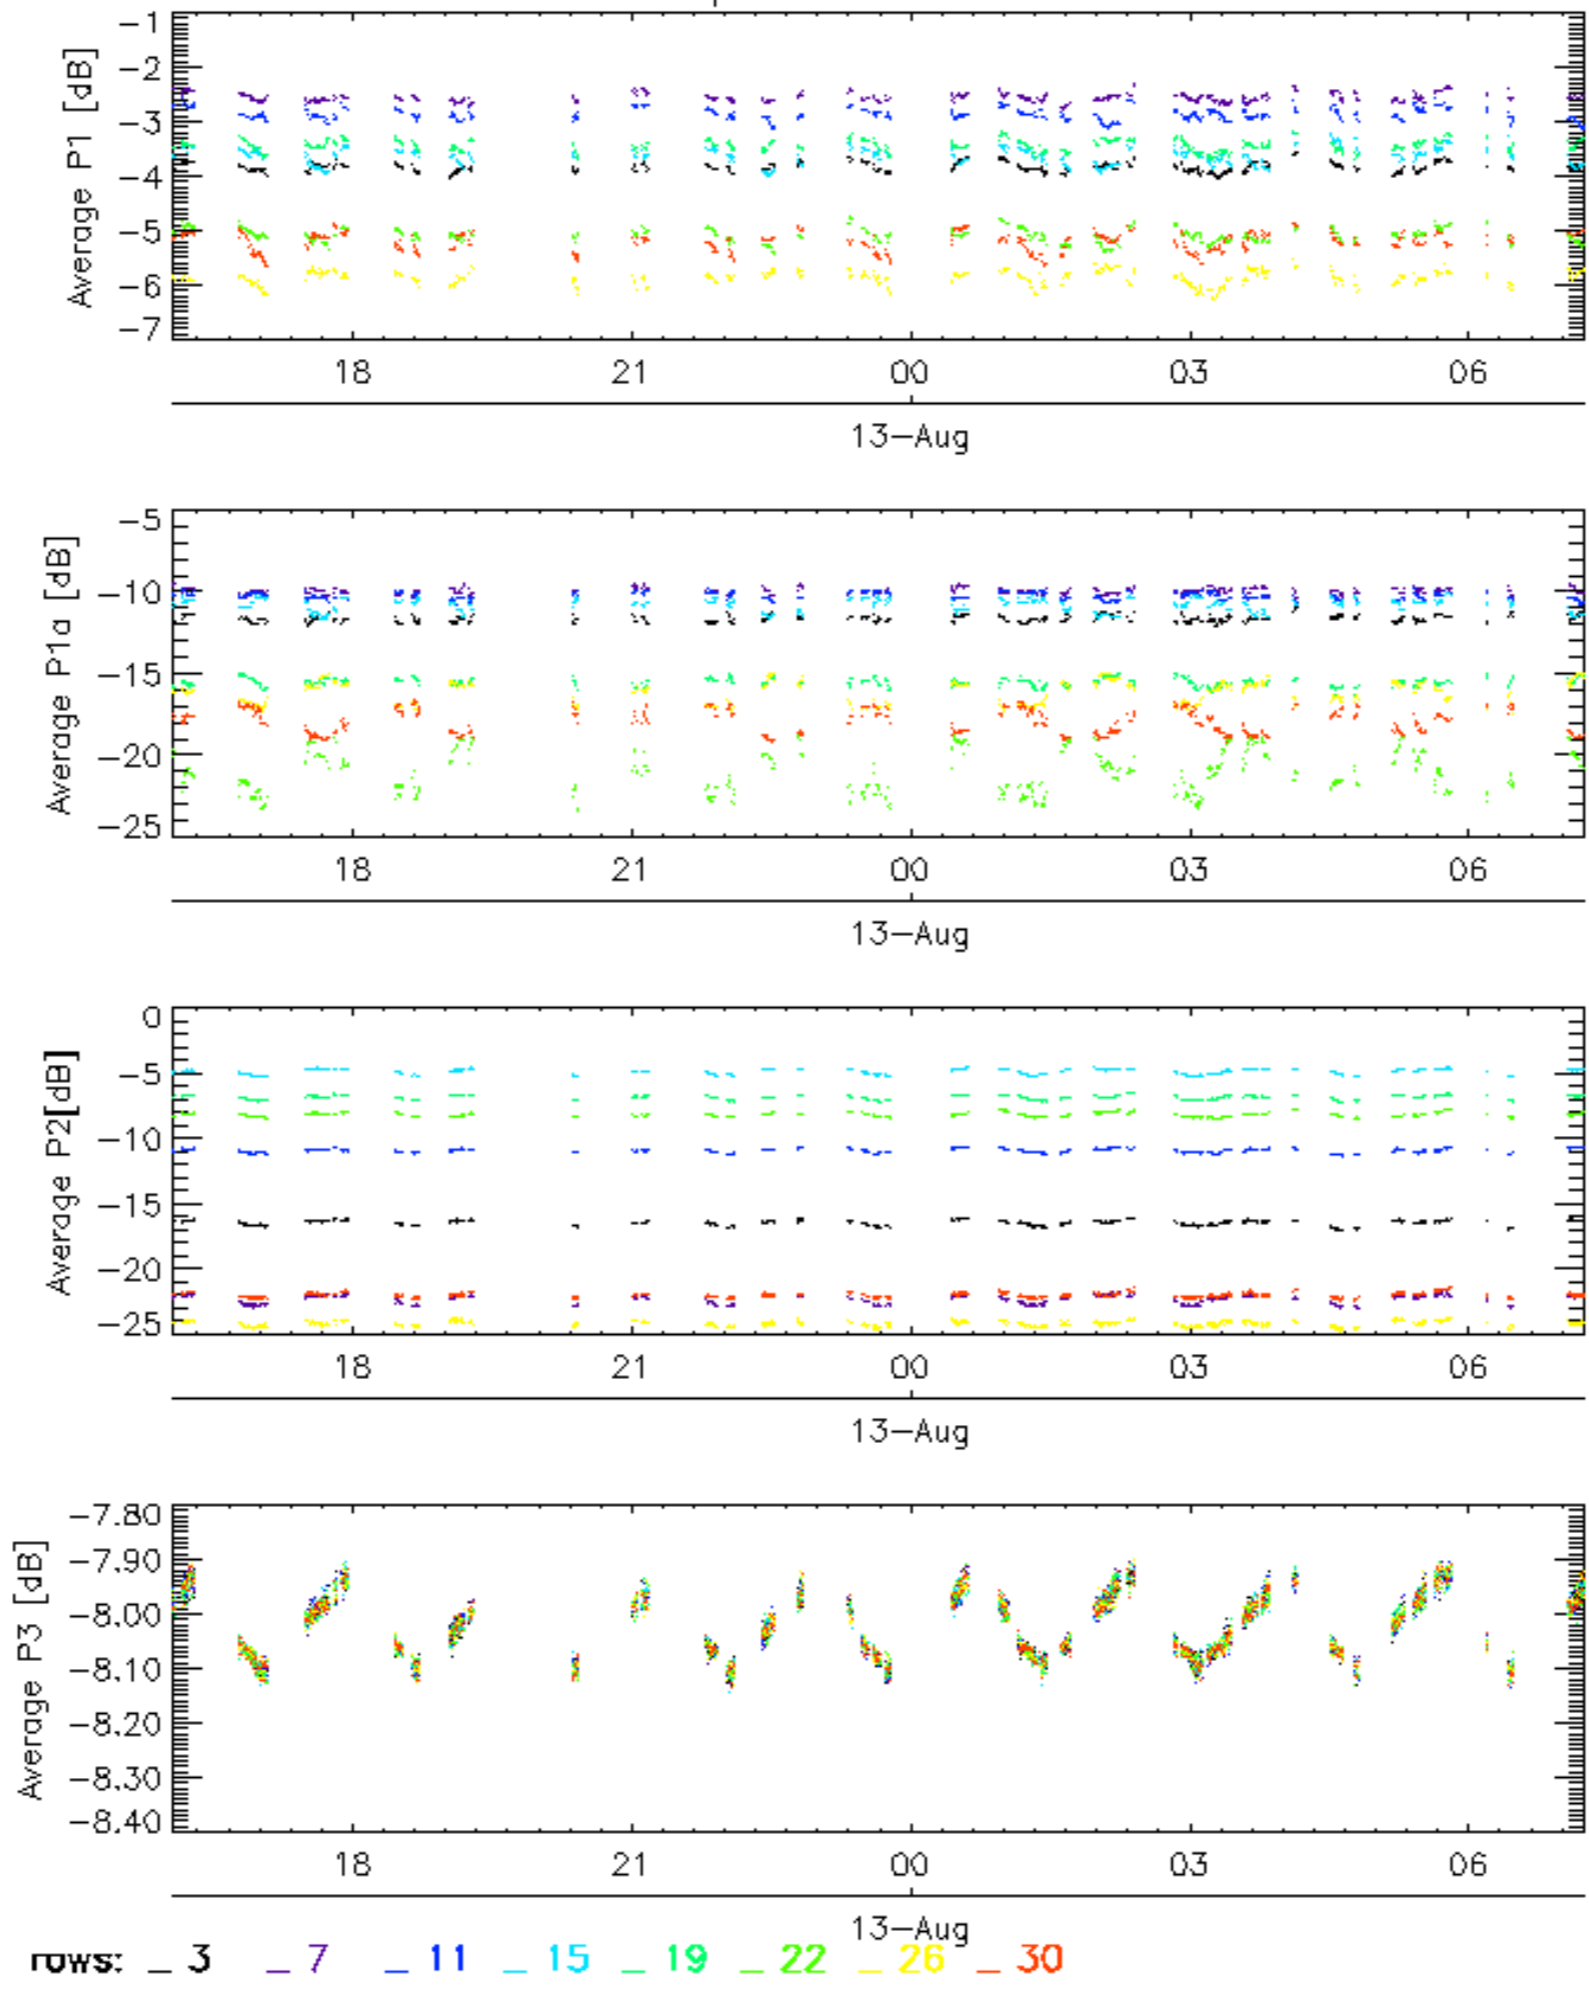 Average P1 [dB]
-1
-2
-3
-4
-5
-6
-7
18 21 00 03 06
13-Aug
Average P1a [dB]
-5
-10
-15
-20
-25
18 21 00 03 06
13-Aug
Average P2[dB]
0
-5
-10
-15
-20
-25
18 21 00 03 06
13-Aug
Average P3 [dB]
-7.80
-7.90
-8.00
-8.10
-8.20
-8.30
-8.40
18 21 00 03 06
13-Aug
rows: _ 3 _ 7 _ 11 _ 15 _ 19 _ 22 _ 26 _ 30